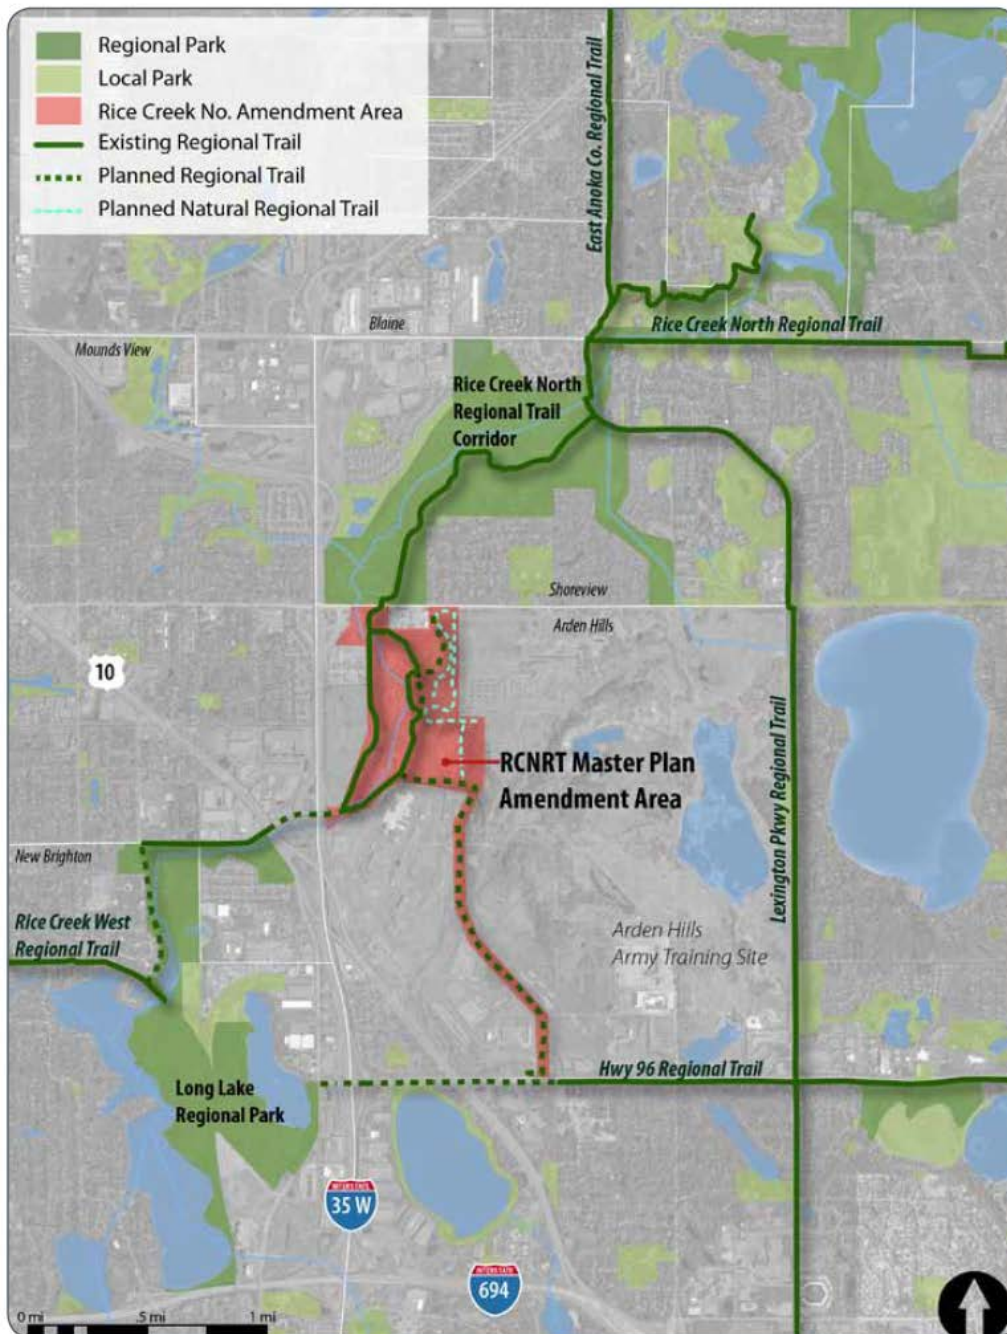 Regional Park
Local Park
Rice Creek No. Amendment Area
Existing Regional Trail
Planned Regional Trail
Planned Natural Regional Trail
East Anoka Co. Regional Trail
Blaine
Rice Creek North Regional Trail
Mounds View
Rice Creek North
Regional Trail
Corridor
Shoreview
Arden Hills
10
RCNRT Master Plan
Amendment Area
Lexington Pkwy Regional Trail
New Brighton
Rice Creek West
Regional Trail
Arden Hills
Army Training Site
Hwy 96 Regional Trail
Long Lake
Regional Park
INTERSTATE
35 W
INTERSTATE
694
0 mi .5 mi 1 mi